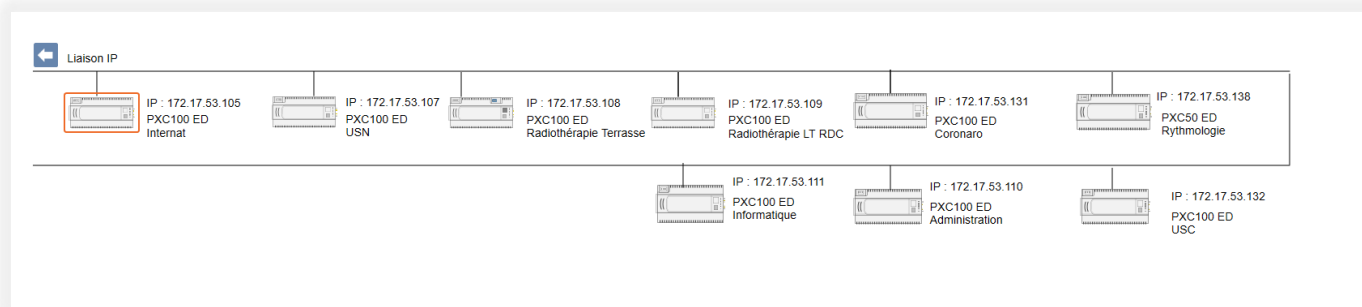 Liaison IP
IP : 172.17.53.105
PXC100 ED
Internat
IP : 172.17.53.107
PXC100 ED
USN
IP : 172.17.53.108
PXC100 ED
Radiothérapie Terrasse
IP : 172.17.53.109
PXC100 ED
Radiothérapie LT RDC
IP : 172.17.53.131
PXC100 ED
Coronaro
IP : 172.17.53.138
PXC50 ED
Rythmologie
IP : 172.17.53.111
PXC100 ED
Informatique
IP : 172.17.53.110
PXC100 ED
Administration
IP : 172.17.53.132
PXC100 ED
USC